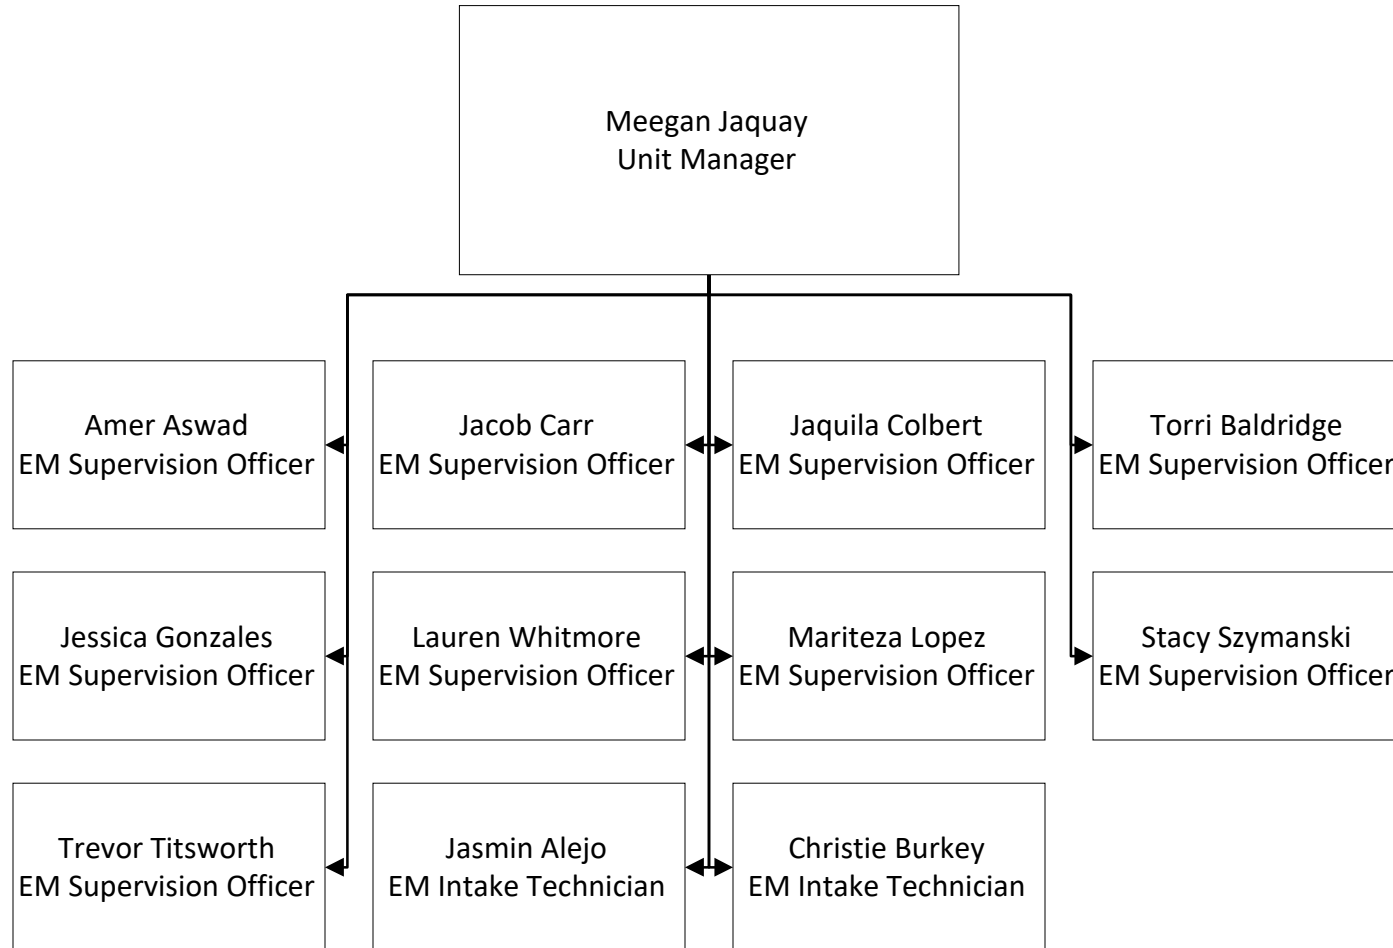 Meegan Jaquay
Unit Manager
Amer Aswad
EM Supervision Officer
Jacob Carr
EM Supervision Officer
Jaquila Colbert
EM Supervision Officer
Torri Baldridge
EM Supervision Officer
Jessica Gonzales
EM Supervision Officer
Lauren Whitmore
EM Supervision Officer
Mariteza Lopez
EM Supervision Officer
Stacy Szymanski
EM Supervision Officer
Trevor Titsworth
EM Supervision Officer
Jasmin Alejo
EM Intake Technician
Christie Burkey
EM Intake Technician